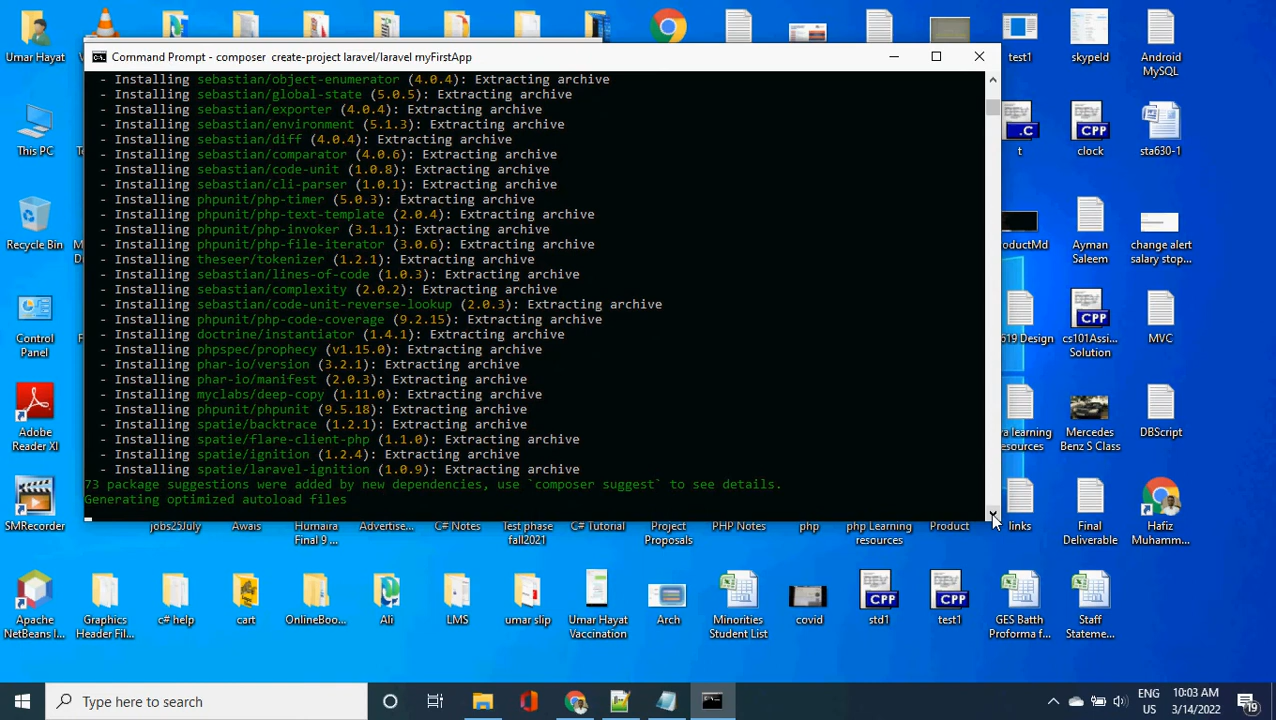 Umar Hayat
test1
skypeId
Android
MySQL
Command Prompt - composer create-project laravel/laravel myFirstApp
- Installing sebastian/object-enumerator (4.0.4): Extracting archive
- Installing sebastian/global-state (5.0.5): Extracting archive
- Installing sebastian/exporter (4.0.4): Extracting archive
- Installing sebastian/environment (5.1.3): Extracting archive
- Installing sebastian/diff (4.0.4): Extracting archive
- Installing sebastian/comparator (4.0.6): Extracting archive
- Installing sebastian/code-unit (1.0.8): Extracting archive
- Installing sebastian/cli-parser (1.0.1): Extracting archive
- Installing phpunit/php-timer (5.0.3): Extracting archive
- Installing phpunit/php-text-template (2.0.4): Extracting archive
- Installing phpunit/php-invoker (3.1.1): Extracting archive
- Installing phpunit/php-file-iterator (3.0.6): Extracting archive
- Installing theseer/tokenizer (1.2.1): Extracting archive
- Installing sebastian/lines-of-code (1.0.3): Extracting archive
- Installing sebastian/complexity (2.0.2): Extracting archive
- Installing sebastian/code-unit-reverse-lookup (2.0.3): Extracting archive
- Installing phpunit/php-code-coverage (9.2.15): Extracting archive
- Installing doctrine/instantiator (1.4.1): Extracting archive
- Installing phpspec/prophecy (v1.15.0): Extracting archive
- Installing phar-io/version (3.2.1): Extracting archive
- Installing phar-io/manifest (2.0.3): Extracting archive
- Installing myclabs/deep-copy (1.11.0): Extracting archive
- Installing phpunit/phpunit (9.5.18): Extracting archive
- Installing spatie/backtrace (1.2.1): Extracting archive
- Installing spatie/flare-client-php (1.1.0): Extracting archive
- Installing spatie/ignition (1.2.4): Extracting archive
- Installing spatie/laravel-ignition (1.0.9): Extracting archive
73 package suggestions were added by new dependencies, use `composer suggest` to see details.
Generating optimized autoload files
This PC
.C
t
CPP
clock
sta630-1
Recycle Bin
oductMd
Ayman
Saleem
change alert
salary stop...
Control
Panel
619 Design
CPP
cs101Assi...
Solution
MVC
Adobe
Reader XI
va learning
resources
Mercedes
Benz S Class
DBScript
SMRecorder
jobs25July
Awais
Humaira
Final 9 ...
Advertise...
C# Notes
Test phase
fall2021
C# Tutorial
Project
Proposals
PHP Notes
php
php Learning
resources
Product
links
Final
Deliverable
Hafiz
Muhamm...
Apache
NetBeans I...
Graphics
Header Fil...
c# help
cart
OnlineBoo...
Ali
LMS
umar slip
Umar Hayat
Vaccination
Arch
Minorities
Student List
covid
DEV
CPP
std1
DEV
CPP
test1
GES Batth
Proforma f...
Staff
Stateme...
Type here to search
ENG
US
10:03 AM
3/14/2022
19